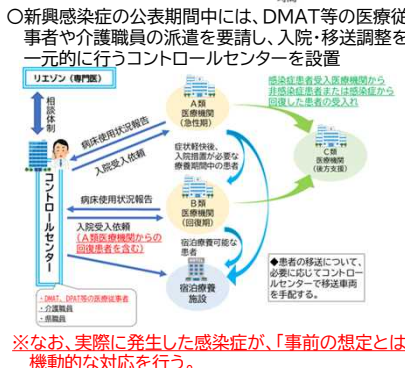 時間
○新興感染症の公表期間中には、DMAT等の医療従
事者や介護職員の派遣を要請し、入院・移送調整を
一元的に行うコントロールセンターを設置
リエゾン(専門医)
相談体制
コントロールセンター
・DMAT、DPAT等の医療従事者
・介護職員
・県職員
病床使用状況報告
入院受入依頼
A類
医療機関
(急性期)
症状軽快後、
入院措置が必要な
療養期間中の患者
病床使用状況報告
入院受入依頼
(A類医療機関からの
回復患者を含む)
B類
医療機関
(回復期)
宿泊療養可能な
患者
宿泊療養
施設
感染症患者受入医療機関から
非感染症患者または感染症から
回復した患者の受入れ
C類
医療機関
(後方支援)
◆患者の移送について、
必要に応じてコントロー
ルセンターで移送車両
を手配する。
※なお、実際に発生した感染症が、「事前の想定とは
機動的な対応を行う。